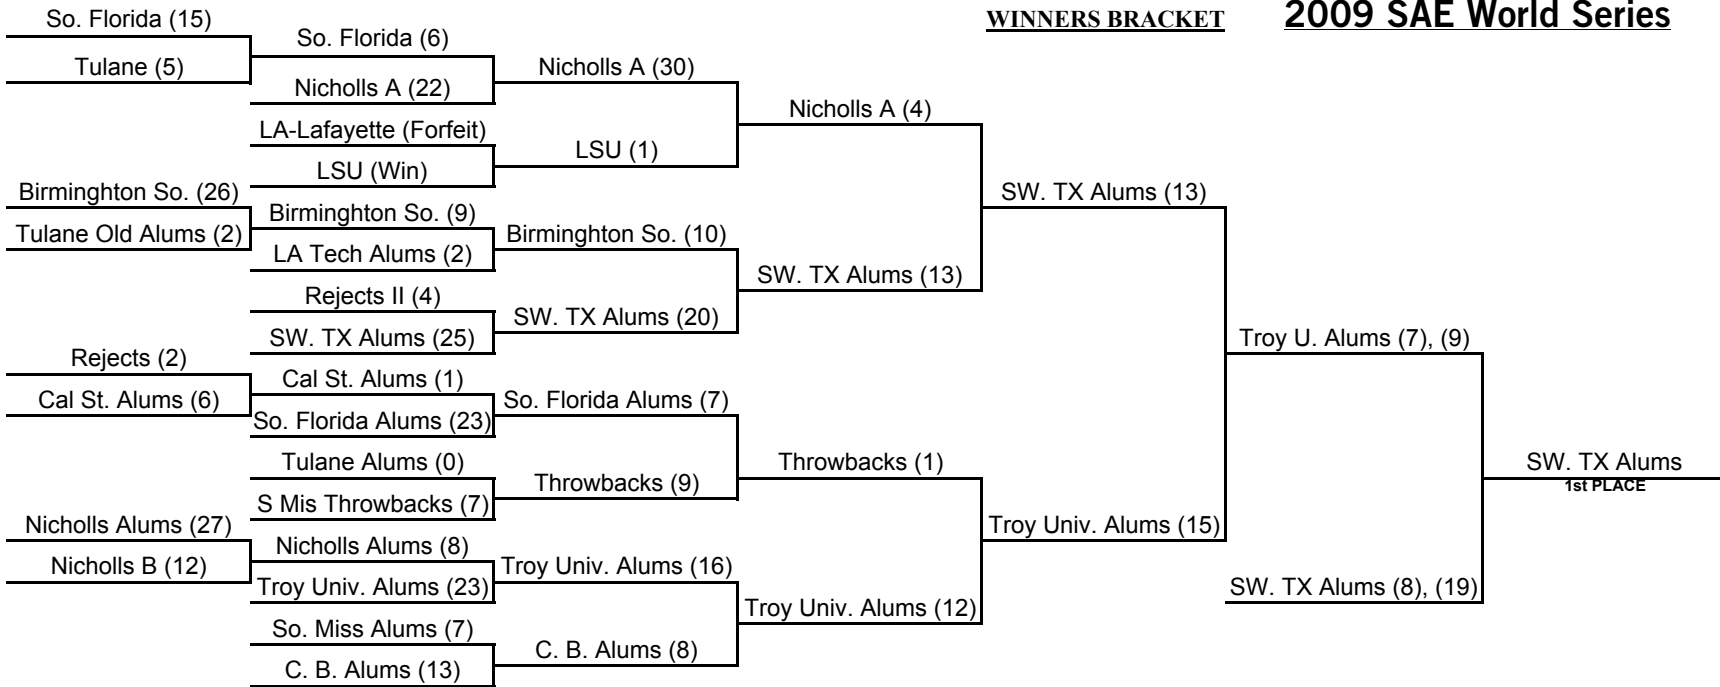 WINNERS BRACKET
2009 SAE World Series
So. Florida (15)
Tulane (5)
Birminghton So. (26)
Tulane Old Alums (2)
Rejects (2)
Cal St. Alums (6)
Nicholls Alums (27)
Nicholls B (12)
So. Florida (6)
Nicholls A (22)
LA-Lafayette (Forfeit)
LSU (Win)
Birminghton So. (9)
LA Tech Alums (2)
Rejects II (4)
SW. TX Alums (25)
Cal St. Alums (1)
So. Florida Alums (23)
Tulane Alums (0)
S Mis Throwbacks (7)
Nicholls Alums (8)
Troy Univ. Alums (23)
So. Miss Alums (7)
C. B. Alums (13)
Nicholls A (30)
LSU (1)
Birminghton So. (10)
SW. TX Alums (20)
So. Florida Alums (7)
Throwbacks (9)
Troy Univ. Alums (16)
C. B. Alums (8)
Nicholls A (4)
SW. TX Alums (13)
Throwbacks (1)
Troy Univ. Alums (12)
SW. TX Alums (13)
Troy Univ. Alums (15)
Troy U. Alums (7), (9)
SW. TX Alums (8), (19)
SW. TX Alums
1st PLACE